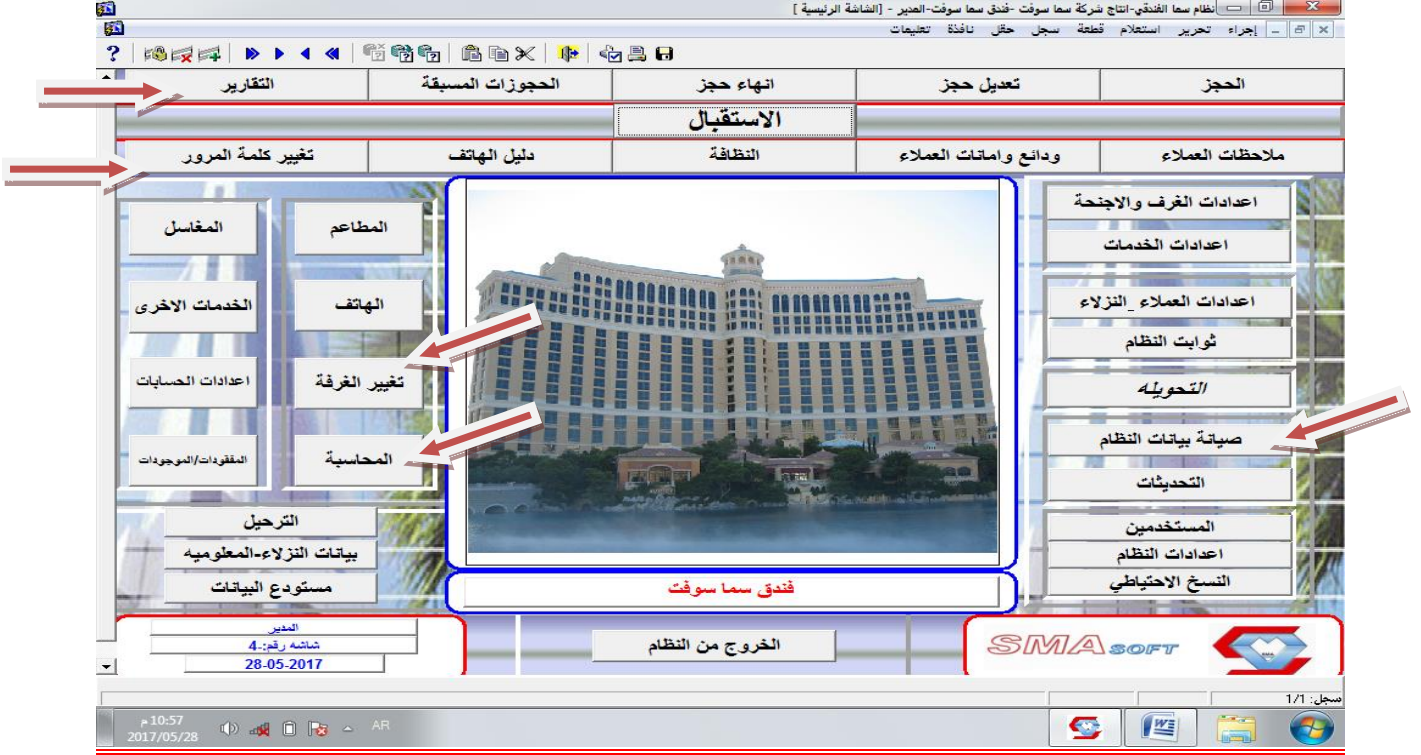 نظام سما الفندقي-انتاج شركة سما سوفت -فندق سما سوفت-المدير - [الشاشة الرئيسية ]
إجراء تحرير استعلام قطعة سجل حقل نافذة تعليمات
الحجز تعديل حجز انهاء حجز الحجوزات المسبقة التقارير
الاستقبال
ملاحظات العملاء ودائع وامانات العملاء النظافة دليل الهاتف تغيير كلمة المرور
اعدادات الغرف والاجنحة
اعدادات الخدمات
اعدادات العملاء _النزلاء
ثوابت النظام
التحويله
صيانة بيانات النظام
التحديثات
المستخدمين
اعدادات النظام
النسخ الاحتياطي
المطاعم المغاسل
الهاتف الخدمات الاخرى
تغيير الغرفة اعدادات الحسابات
المحاسبة المفقودات/الموجودات
الترحيل
بيانات النزلاء-المعلوميه
مستودع البيانات
فندق سما سوفت
SMA SOFT
SMA
الخروج من النظام
المدير
شاشه رقم:-4
28-05-2017
سجل: 1/1
AR
10:57 م
2017/05/28